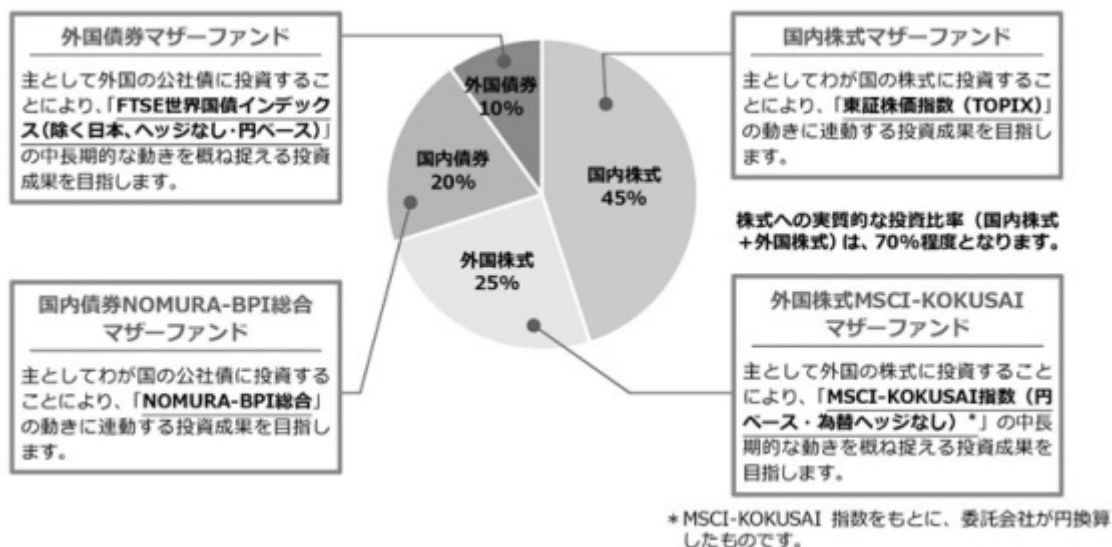 外国債券マザーファンド
主として外国の公社債に投資するこ
とにより、「FTSE世界国債インデック
ス(除く日本、ヘッジなし・円ベース)」
の中長期的な動きを概ね捉える投資
成果を目指します。
外国債券
10%
国内債券
20%
国内株式
45%
外国株式
25%
国内株式マザーファンド
主としてわが国の株式に投資するこ
とにより、「東証株価指数（TOPIX）」
の動きに連動する投資成果を目指し
ます。
株式への実質的な投資比率（国内株式
＋外国株式）は、70％程度となります。
国内債券NOMURA-BPI総合
マザーファンド
主としてわが国の公社債に投資する
ことにより、「NOMURA-BPI総合」
の動きに連動する投資成果を目指し
ます。
外国株式MSCI-KOKUSAI
マザーファンド
主として外国の株式に投資すること
により、「MSCI-KOKUSAI指数（円
ベース・為替ヘッジなし）＊」の中長
期的な動きを概ね捉える投資成果を
目指します。
＊MSCI-KOKUSAI 指数をもとに、委託会社が円換算
したものです。